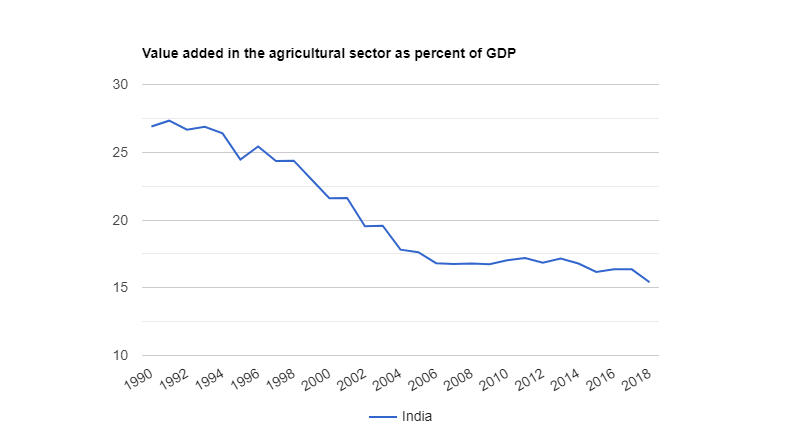 Value added in the agricultural sector as percent of GDP
30
25
20
15
10
1990 1992 1994 1996 1998 2000 2002 2004 2006 2008 2010 2012 2014 2016 2018
India